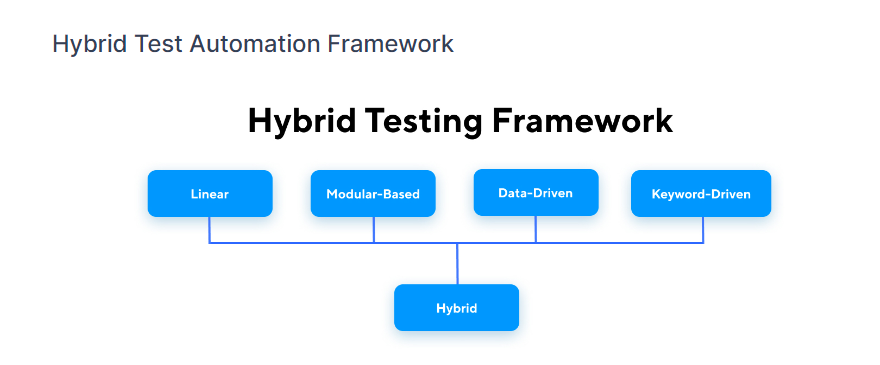 Hybrid Test Automation Framework
Hybrid Testing Framework
Linear
Modular-Based
Data-Driven
Keyword-Driven
Hybrid